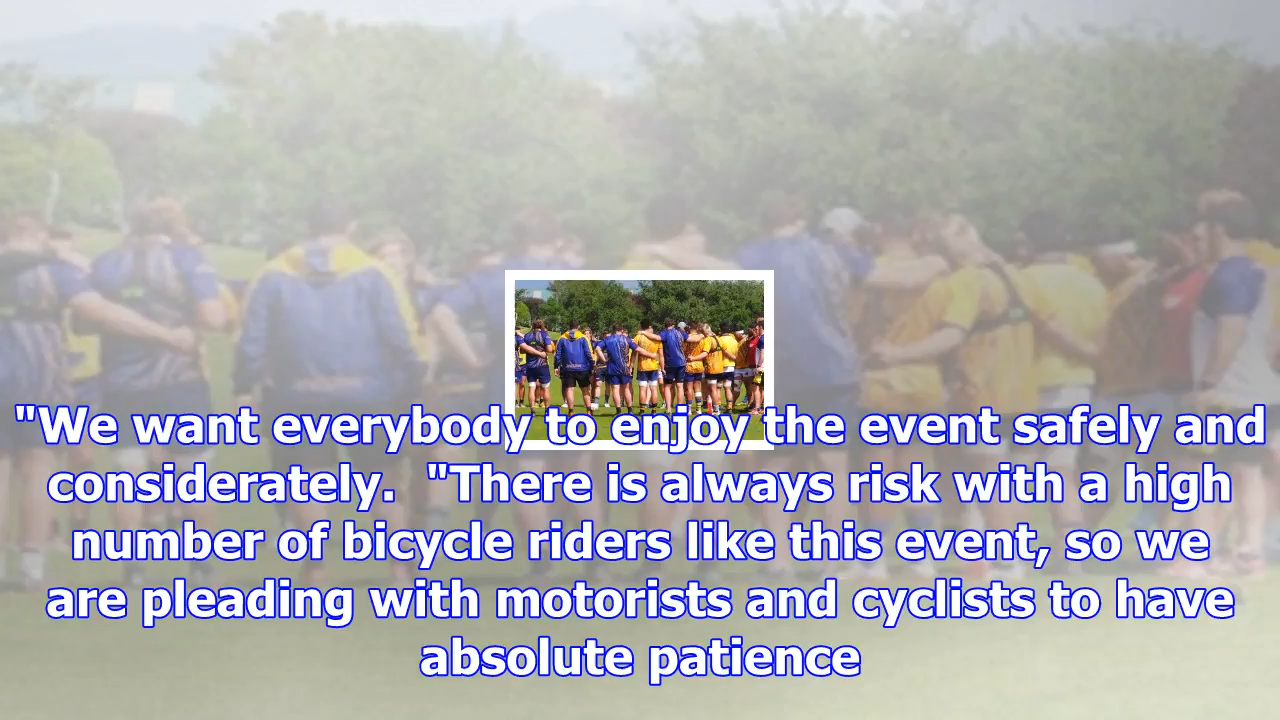 "We want everybody to enjoy the event safely and
considerately.  "There is always risk with a high
number of bicycle riders like this event, so we
are pleading with motorists and cyclists to have
absolute patience